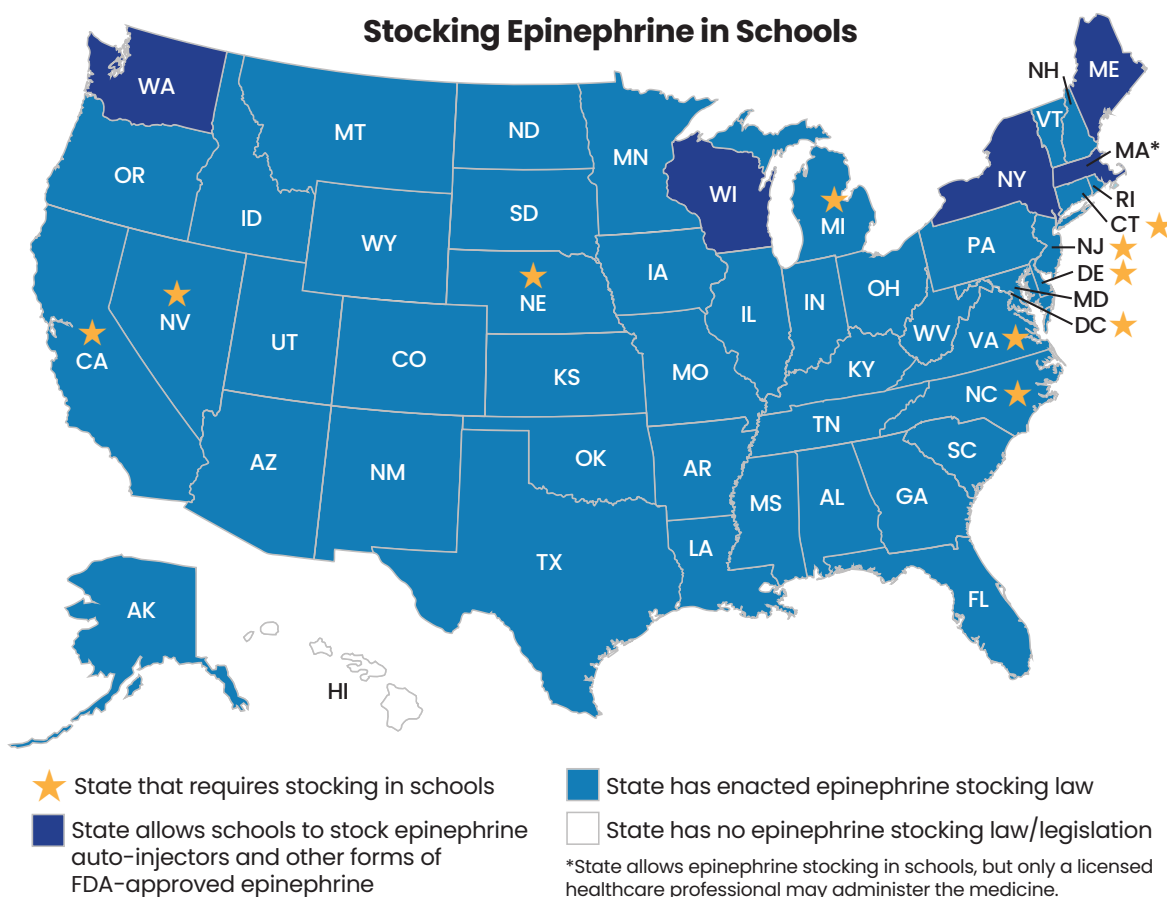 Stocking Epinephrine in Schools
WA
MT
ND
MN
OR
ID
WY
SD
WI
MI
NH
VT
ME
NY
MA*
RI
CT
NJ
DE
MD
DC
PA
NE
IA
IL
IN
OH
NV
UT
CO
KS
MO
KY
WV
VA
CA
AZ
NM
OK
AR
TN
NC
SC
TX
LA
MS
AL
GA
FL
AK
HI
State that requires stocking in schools
State allows schools to stock epinephrine
auto-injectors and other forms of
FDA-approved epinephrine
State has enacted epinephrine stocking law
State has no epinephrine stocking law/legislation
*State allows epinephrine stocking in schools, but only a licensed
healthcare professional may administer the medicine.